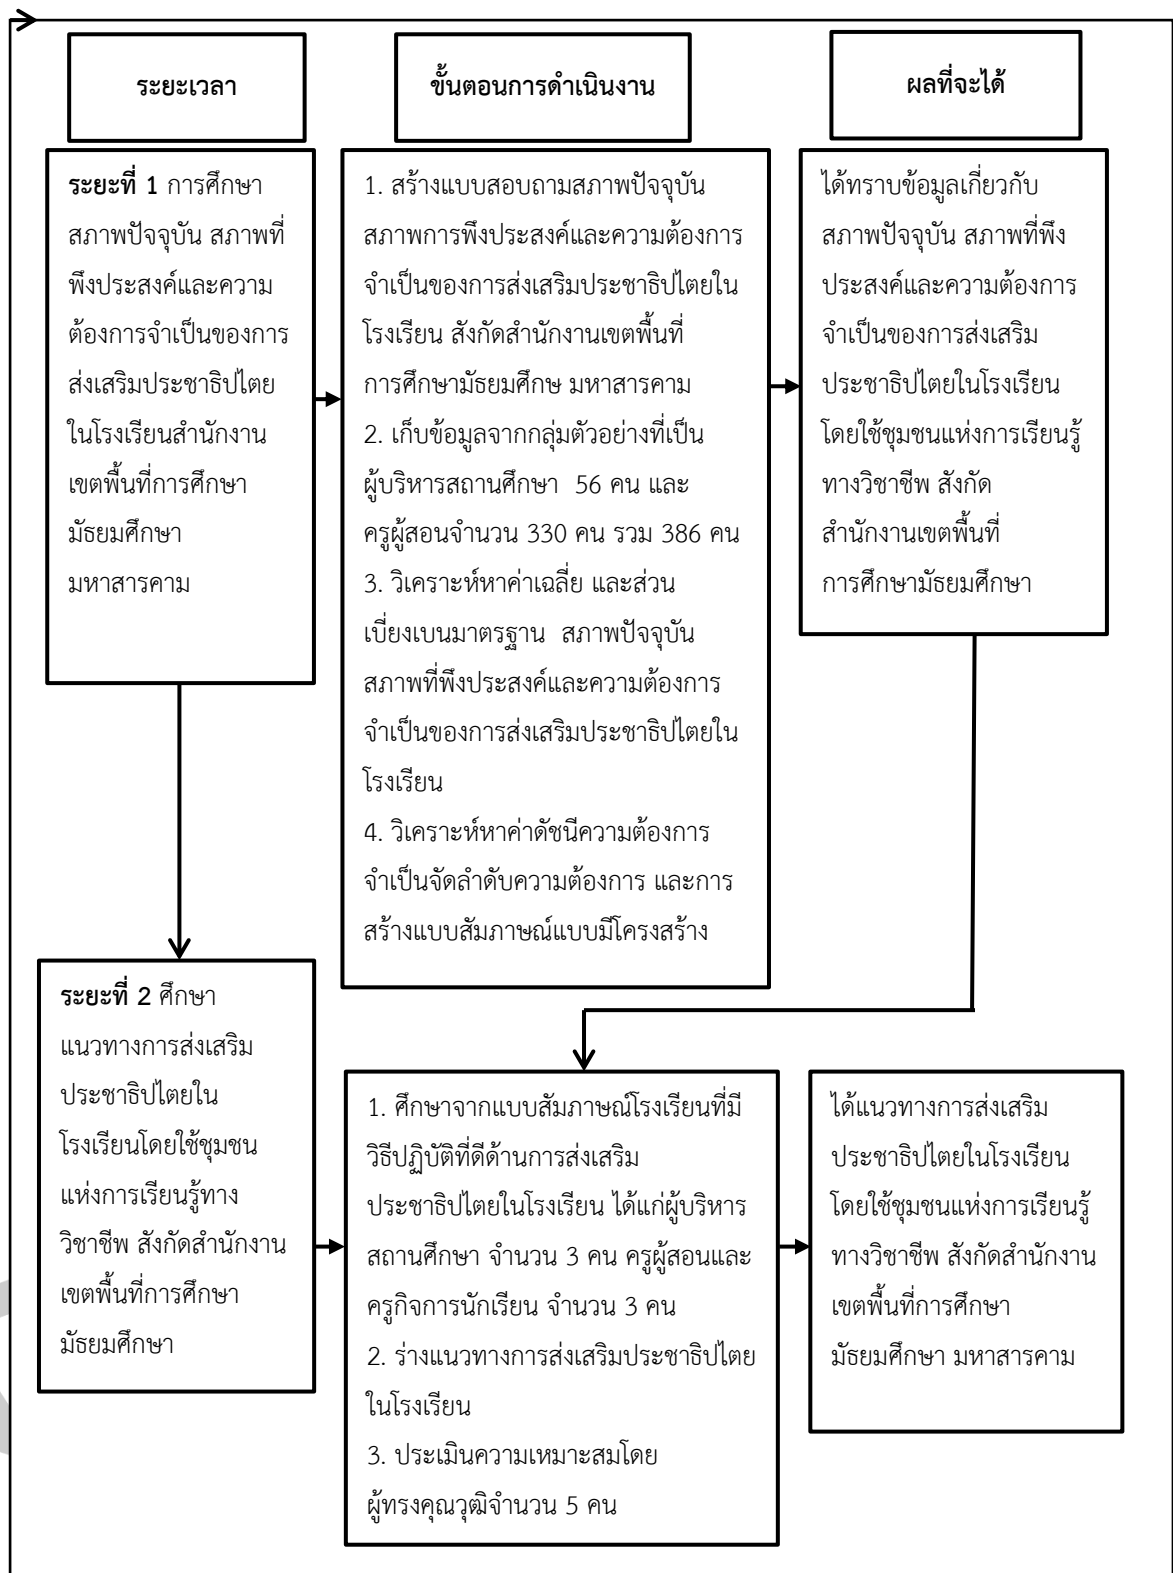 ระยะเวลา
ขั้นตอนการดำเนินงาน
ผลที่จะได้
ระยะที่ 1 การศึกษา
สภาพปัจจุบัน สภาพที่
พึงประสงค์และความ
ต้องการจำเป็นของการ
ส่งเสริมประชาธิปไตย
ในโรงเรียนสำนักงาน
เขตพื้นที่การศึกษา
มัธยมศึกษา
มหาสารคาม
1. สร้างแบบสอบถามสภาพปัจจุบัน
สภาพการพึงประสงค์และความต้องการ
จำเป็นของการส่งเสริมประชาธิปไตยใน
โรงเรียน สังกัดสำนักงานเขตพื้นที่
การศึกษามัธยมศึกษ มหาสารคาม
2. เก็บข้อมูลจากกลุ่มตัวอย่างที่เป็น
ผู้บริหารสถานศึกษา 56 คน และ
ครูผู้สอนจำนวน 330 คน รวม 386 คน
3. วิเคราะห์หาค่าเฉลี่ย และส่วน
เบี่ยงเบนมาตรฐาน สภาพปัจจุบัน
สภาพที่พึงประสงค์และความต้องการ
จำเป็นของการส่งเสริมประชาธิปไตยใน
โรงเรียน
4. วิเคราะห์หาค่าดัชนีความต้องการ
จำเป็นจัดลำดับความต้องการ และการ
สร้างแบบสัมภาษณ์แบบมีโครงสร้าง
ได้ทราบข้อมูลเกี่ยวกับ
สภาพปัจจุบัน สภาพที่พึง
ประสงค์และความต้องการ
จำเป็นของการส่งเสริม
ประชาธิปไตยในโรงเรียน
โดยใช้ชุมชนแห่งการเรียนรู้
ทางวิชาชีพ สังกัด
สำนักงานเขตพื้นที่
การศึกษามัธยมศึกษา
ระยะที่ 2 ศึกษา
แนวทางการส่งเสริม
ประชาธิปไตยใน
โรงเรียนโดยใช้ชุมชน
แห่งการเรียนรู้ทาง
วิชาชีพ สังกัดสำนักงาน
เขตพื้นที่การศึกษา
มัธยมศึกษา
1. ศึกษาจากแบบสัมภาษณ์โรงเรียนที่มี
วิธีปฏิบัติที่ดีด้านการส่งเสริม
ประชาธิปไตยในโรงเรียน ได้แก่ผู้บริหาร
สถานศึกษา จำนวน 3 คน ครูผู้สอนและ
ครูกิจการนักเรียน จำนวน 3 คน
2. ร่างแนวทางการส่งเสริมประชาธิปไตย
ในโรงเรียน
3. ประเมินความเหมาะสมโดย
ผู้ทรงคุณวุฒิจำนวน 5 คน
ได้แนวทางการส่งเสริม
ประชาธิปไตยในโรงเรียน
โดยใช้ชุมชนแห่งการเรียนรู้
ทางวิชาชีพ สังกัดสำนักงาน
เขตพื้นที่การศึกษา
มัธยมศึกษา มหาสารคาม